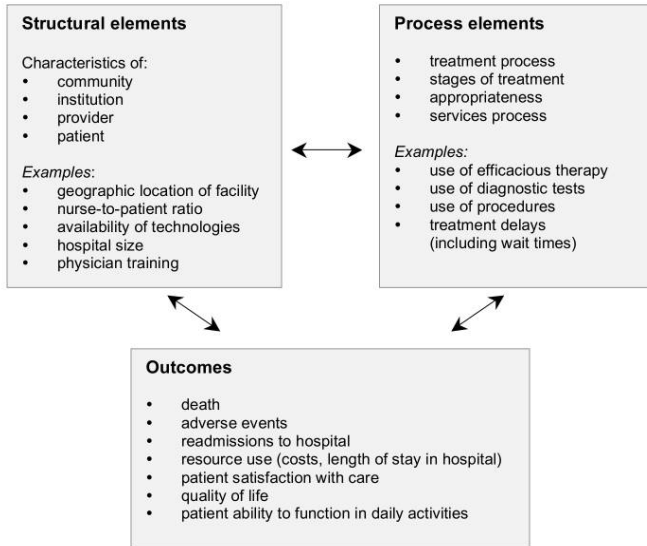 Structural elements
Characteristics of:
• community
• institution
• provider
• patient
Examples:
• geographic location of facility
• nurse-to-patient ratio
• availability of technologies
• hospital size
• physician training
Process elements
• treatment process
• stages of treatment
• appropriateness
• services process
Examples:
• use of efficacious therapy
• use of diagnostic tests
• use of procedures
• treatment delays
(including wait times)
Outcomes
• death
• adverse events
• readmissions to hospital
• resource use (costs, length of stay in hospital)
• patient satisfaction with care
• quality of life
• patient ability to function in daily activities